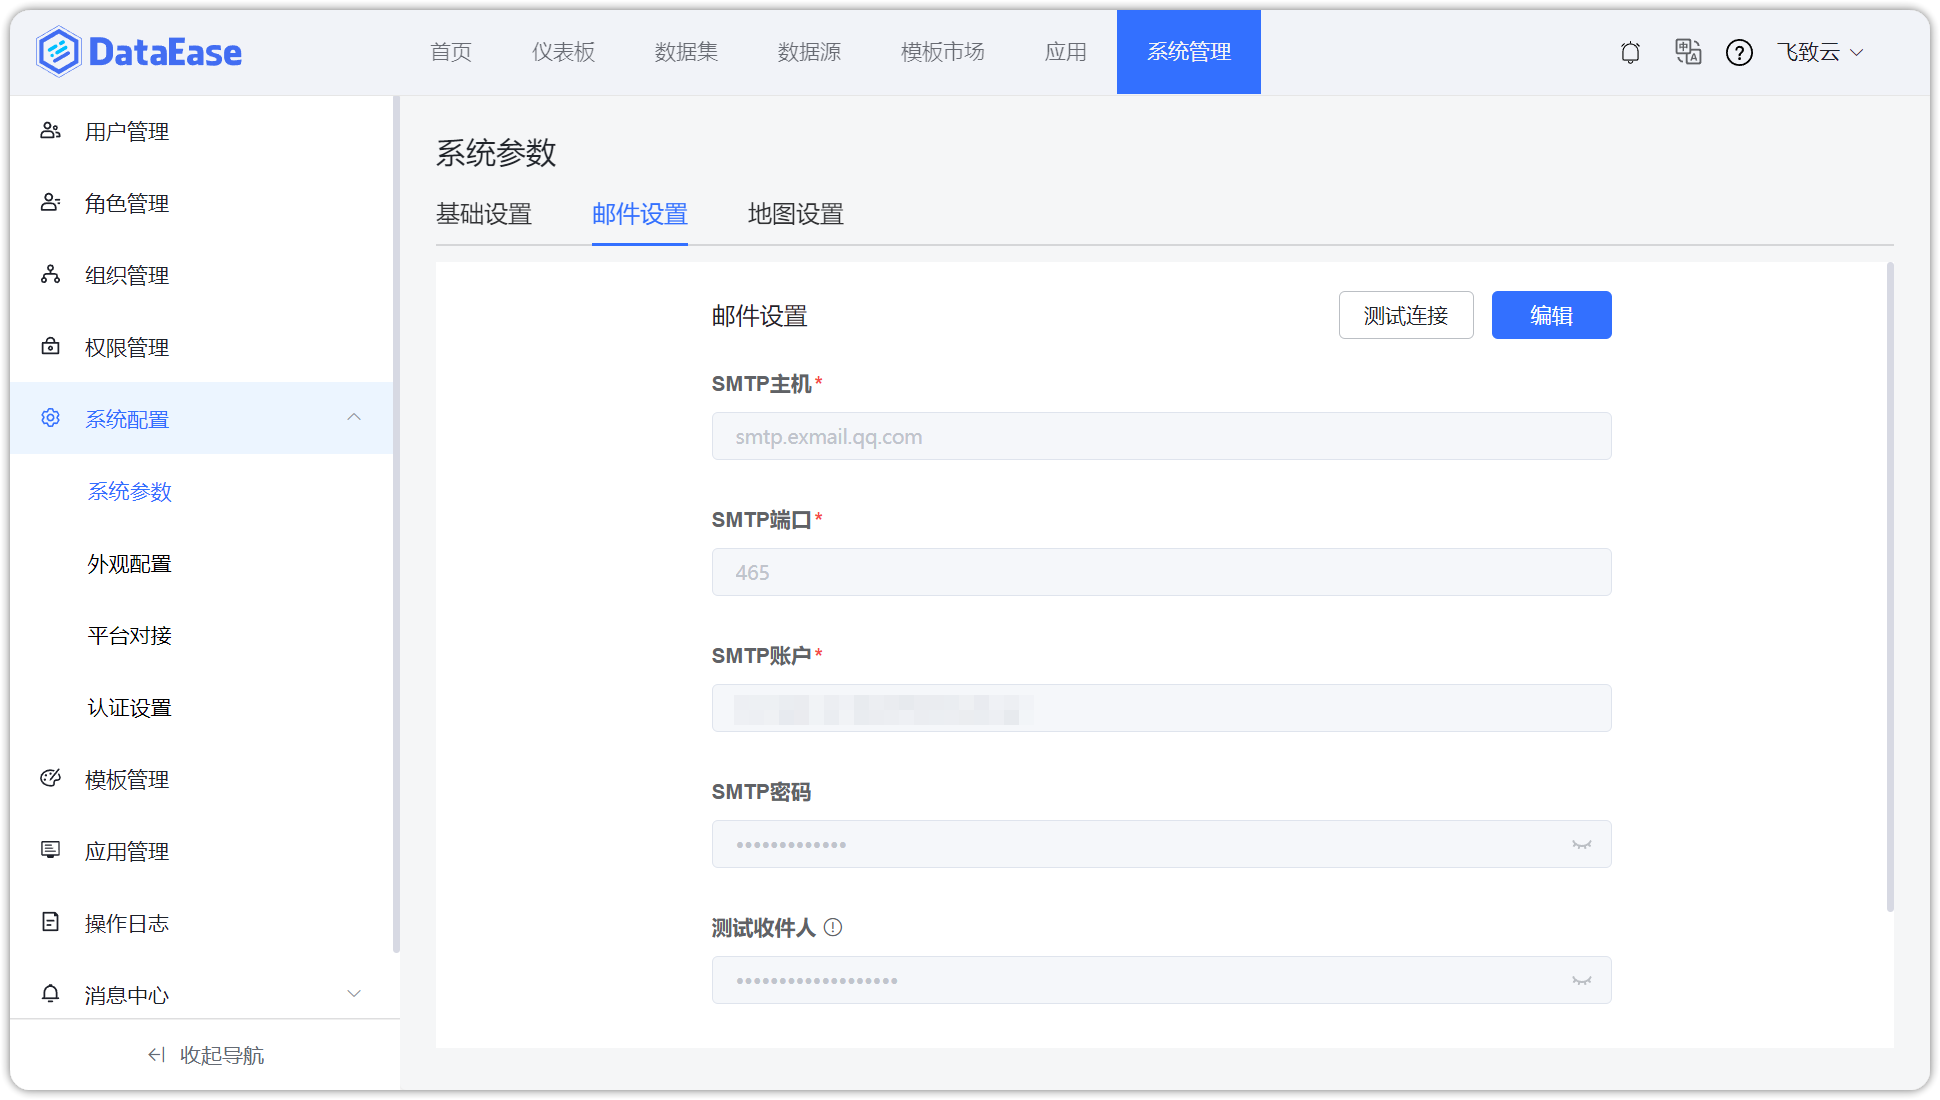 DataEase
首页
仪表板
数据集
数据源
模板市场
应用
系统管理
飞致云
用户管理
角色管理
组织管理
权限管理
系统配置
系统参数
外观配置
平台对接
认证设置
模板管理
应用管理
操作日志
消息中心
收起导航
系统参数
基础设置
邮件设置
地图设置
邮件设置
测试连接
编辑
SMTP主机*
smtp.exmail.qq.com
SMTP端口*
465
SMTP账户*
SMTP密码
•••••••••••••
测试收件人
•••••••••••••••••••